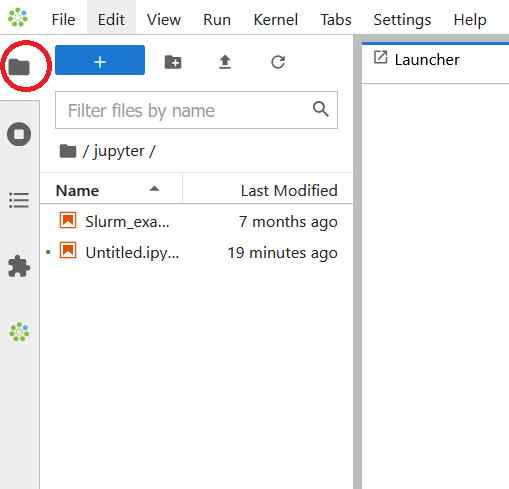 File Edit View Run Kernel Tabs Settings Help
+
Launcher
Filter files by name
/ jupyter /
Name Last Modified
Slurm_exa... 7 months ago
Untitled.ipy... 19 minutes ago